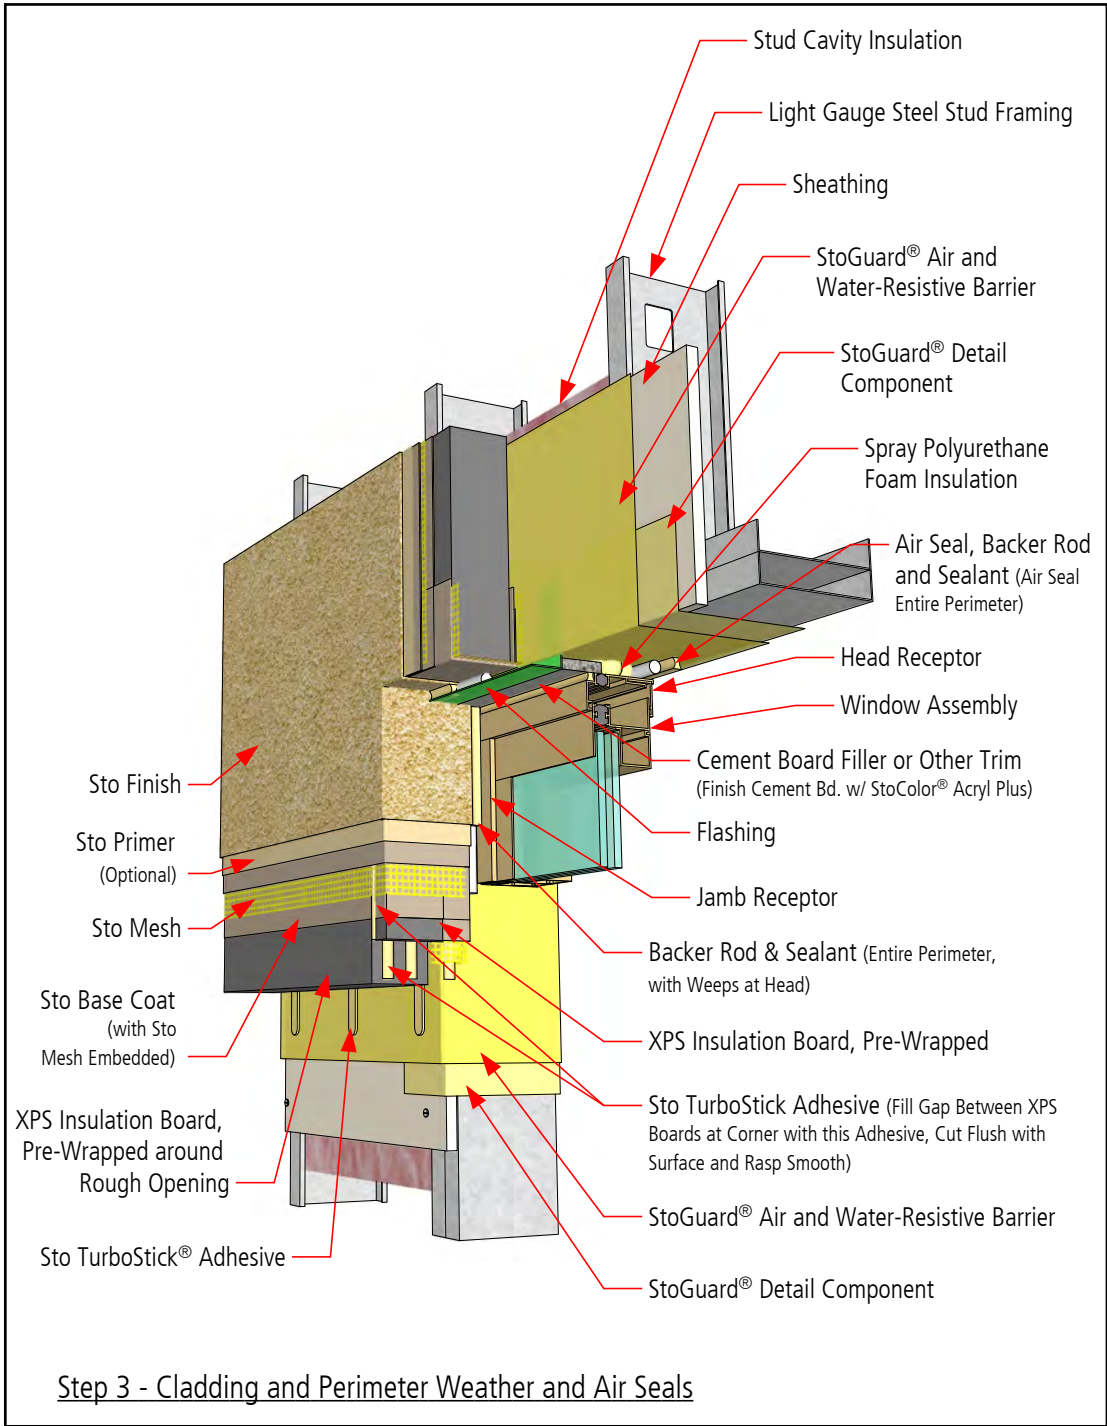 Stud Cavity Insulation
Light Gauge Steel Stud Framing
Sheathing
StoGuard® Air and
Water-Resistive Barrier
StoGuard® Detail
Component
Spray Polyurethane
Foam Insulation
Air Seal, Backer Rod
and Sealant (Air Seal
Entire Perimeter)
Head Receptor
Window Assembly
Cement Board Filler or Other Trim
(Finish Cement Bd. w/ StoColor® Acryl Plus)
Flashing
Jamb Receptor
Backer Rod & Sealant (Entire Perimeter,
with Weeps at Head)
XPS Insulation Board, Pre-Wrapped
Sto TurboStick Adhesive (Fill Gap Between XPS
Boards at Corner with this Adhesive, Cut Flush with
Surface and Rasp Smooth)
StoGuard® Air and Water-Resistive Barrier
StoGuard® Detail Component
Sto Finish
Sto Primer
(Optional)
Sto Mesh
Sto Base Coat
(with Sto
Mesh Embedded)
XPS Insulation Board,
Pre-Wrapped around
Rough Opening
Sto TurboStick® Adhesive
Step 3 - Cladding and Perimeter Weather and Air Seals